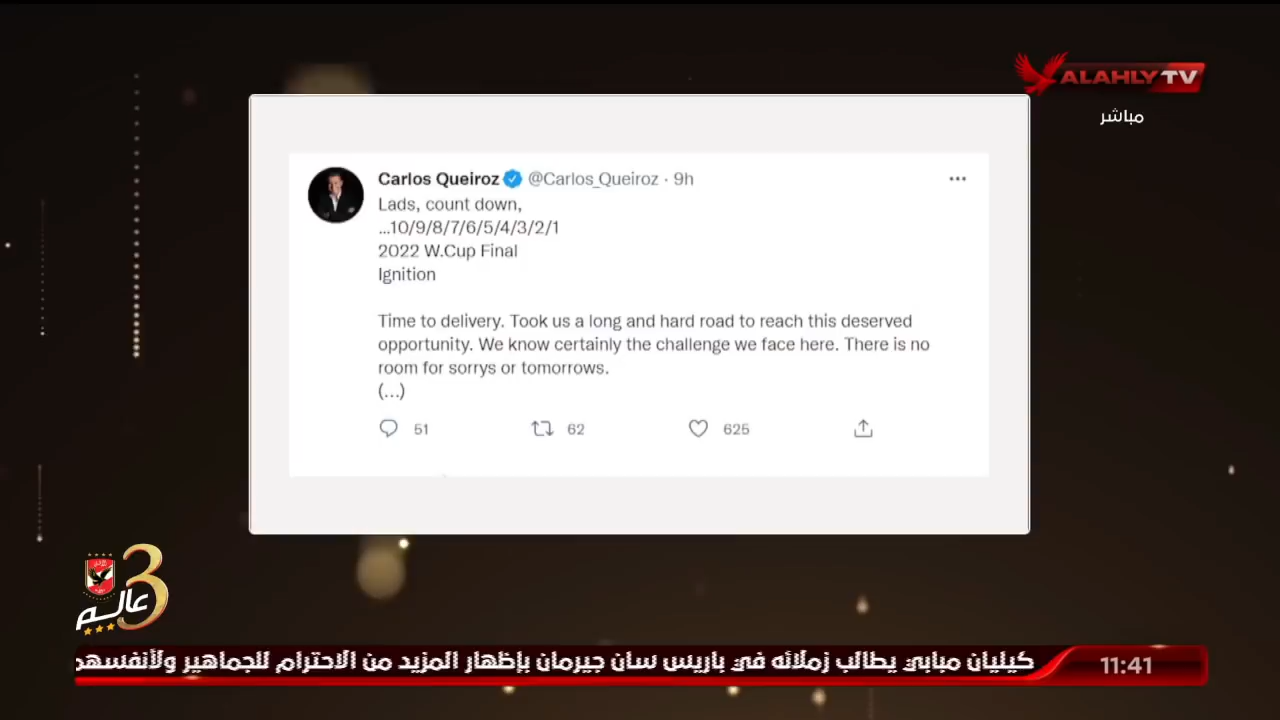 ALAHLY TV
مباشر
Carlos Queiroz @Carlos_Queiroz · 9h
Lads, count down,
...10/9/8/7/6/5/4/3/2/1
2022 W.Cup Final
Ignition
Time to delivery. Took us a long and hard road to reach this deserved
opportunity. We know certainly the challenge we face here. There is no
room for sorrys or tomorrows.
(...)
51 62 625
3
عالم
كيليان مبابي يطالب زملائه في باريس سان جيرمان بإظهار المزيد من الاحترام للجماهير ولأنفسهم
11:41